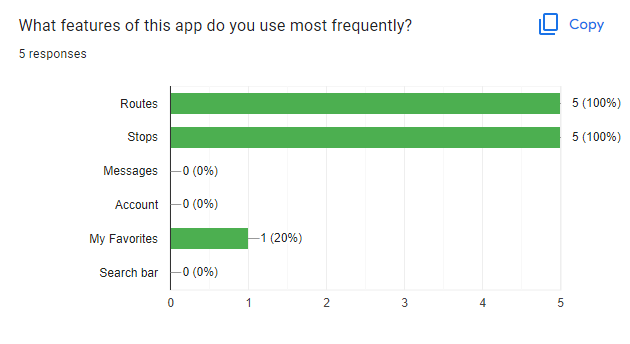 What features of this app do you use most frequently?
Copy
5 responses
Routes 5 (100%)
Stops 5 (100%)
Messages 0 (0%)
Account 0 (0%)
My Favorites 1 (20%)
Search bar 0 (0%)
0 1 2 3 4 5